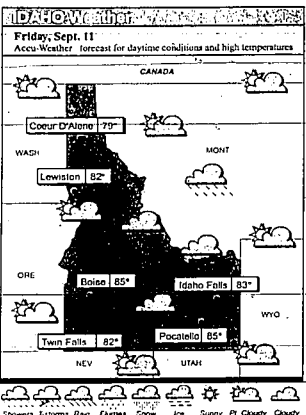 IDAHO Weather
Friday, Sept. 11
Accu-Weather forecast for daytime conditions and high temperatures
CANADA
Coeur D'Alene 79°
WASH
MONT
Lewiston 82°
ORE
Boise 85°
Idaho Falls 83°
WYO
Twin Falls 82°
Pocatello 85°
NEV
UTAH
Showers T-storms Rain Flurries Snow Ice Sunny Pt. Cloudy Cloudy